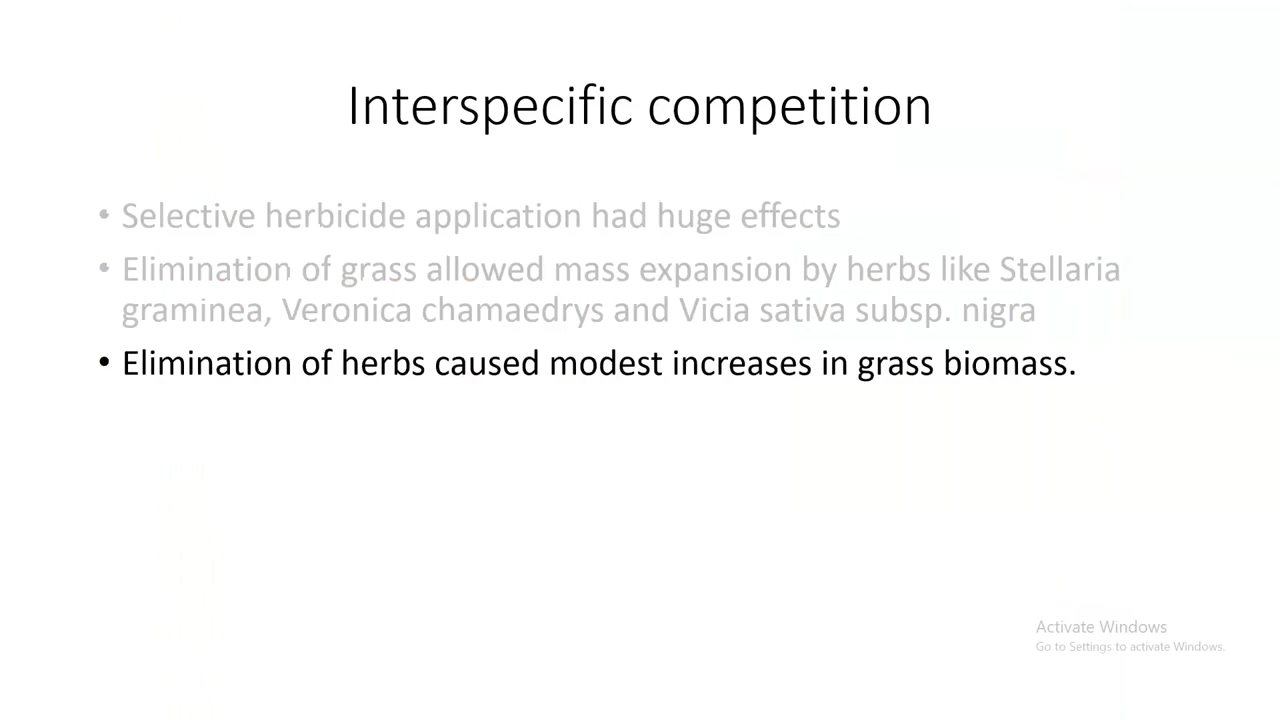 Interspecific competition
• Selective herbicide application had huge effects
• Elimination of grass allowed mass expansion by herbs like Stellaria
graminea, Veronica chamaedrys and Vicia sativa subsp. nigra
• Elimination of herbs caused modest increases in grass biomass.
Activate Windows
Go to Settings to activate Windows.